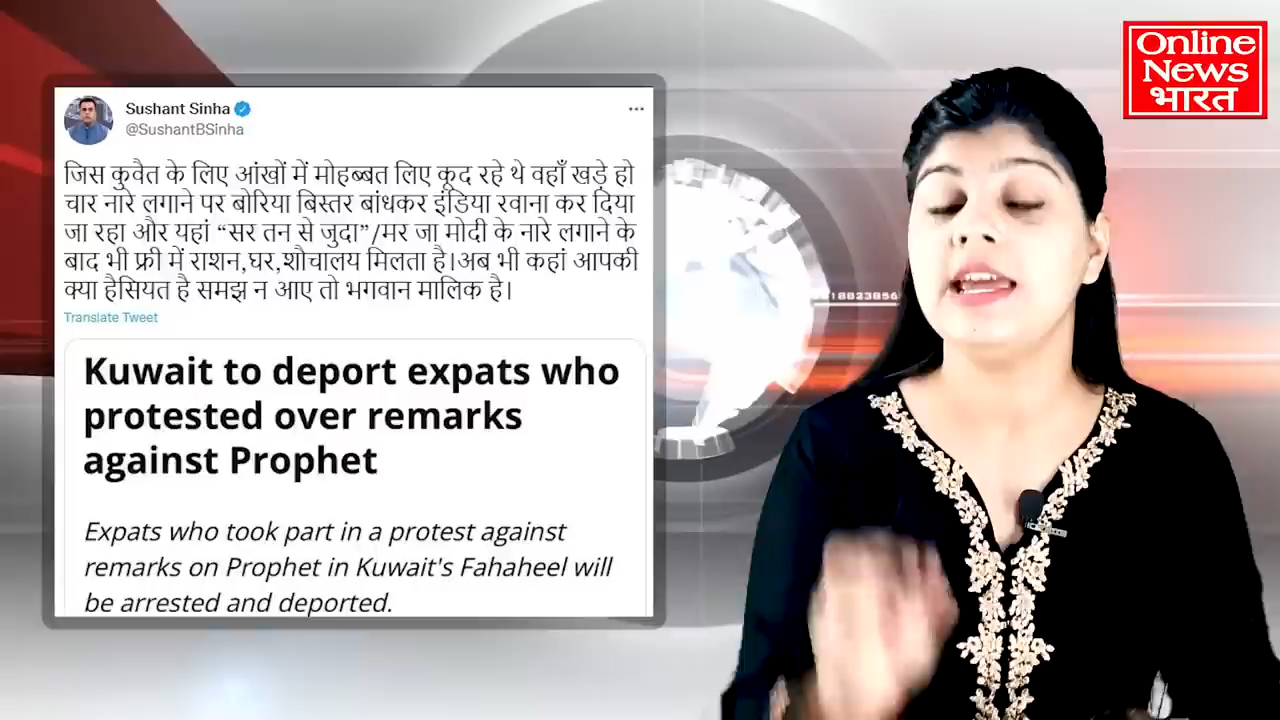 Online
News
भारत
Sushant Sinha
@SushantBSinha
जिस कुवैत के लिए आंखों में मोहब्बत लिए कूद रहे थे वहाँ खड़े हो
चार नारे लगाने पर बोरिया बिस्तर बांधकर इंडिया रवाना कर दिया
जा रहा और यहां “सर तन से जुदा”/मर जा मोदी के नारे लगाने के
बाद भी फ्री में राशन,घर,शौचालय मिलता है।अब भी कहां आपकी
क्या हैसियत है समझ न आए तो भगवान मालिक है।
Translate Tweet
Kuwait to deport expats who
protested over remarks
against Prophet
Expats who took part in a protest against
remarks on Prophet in Kuwait's Fahaheel will
be arrested and deported.